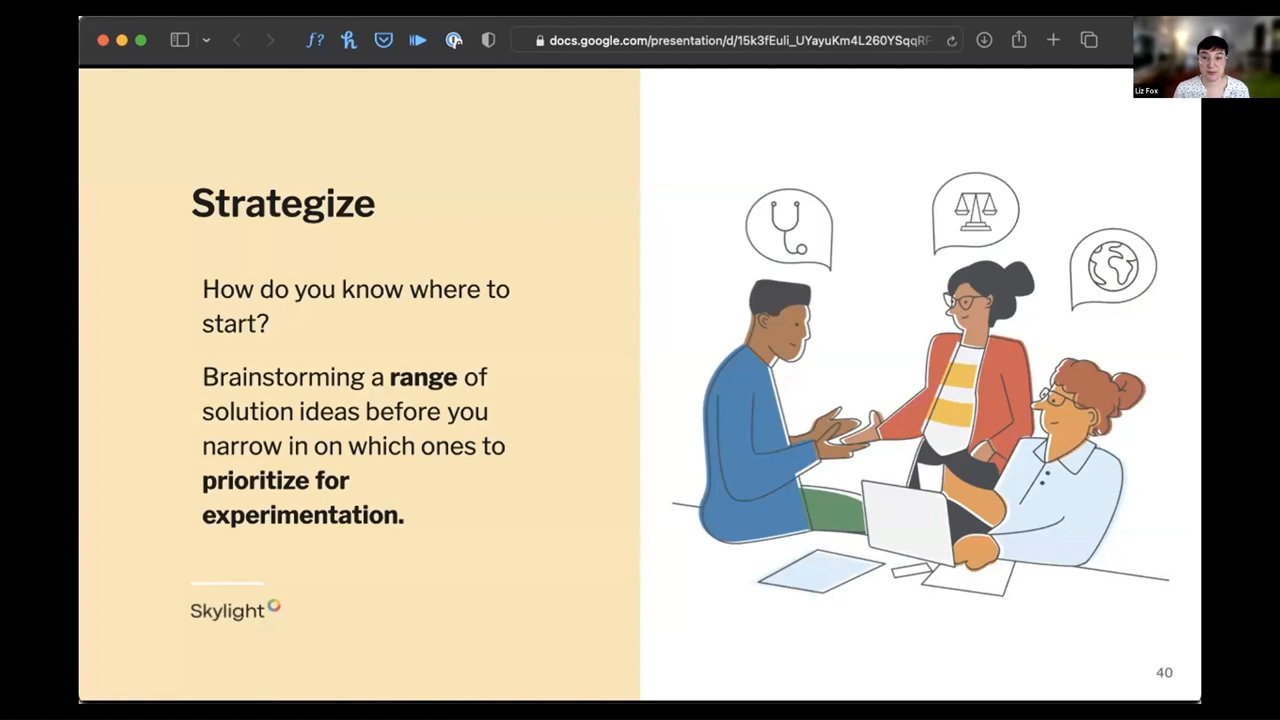 f?
docs.google.com/presentation/d/15k3fEuli_UYayuKm4L260YSqqRF
Liz Fox
Strategize
How do you know where to
start?
Brainstorming a range of
solution ideas before you
narrow in on which ones to
prioritize for
experimentation.
Skylight
40